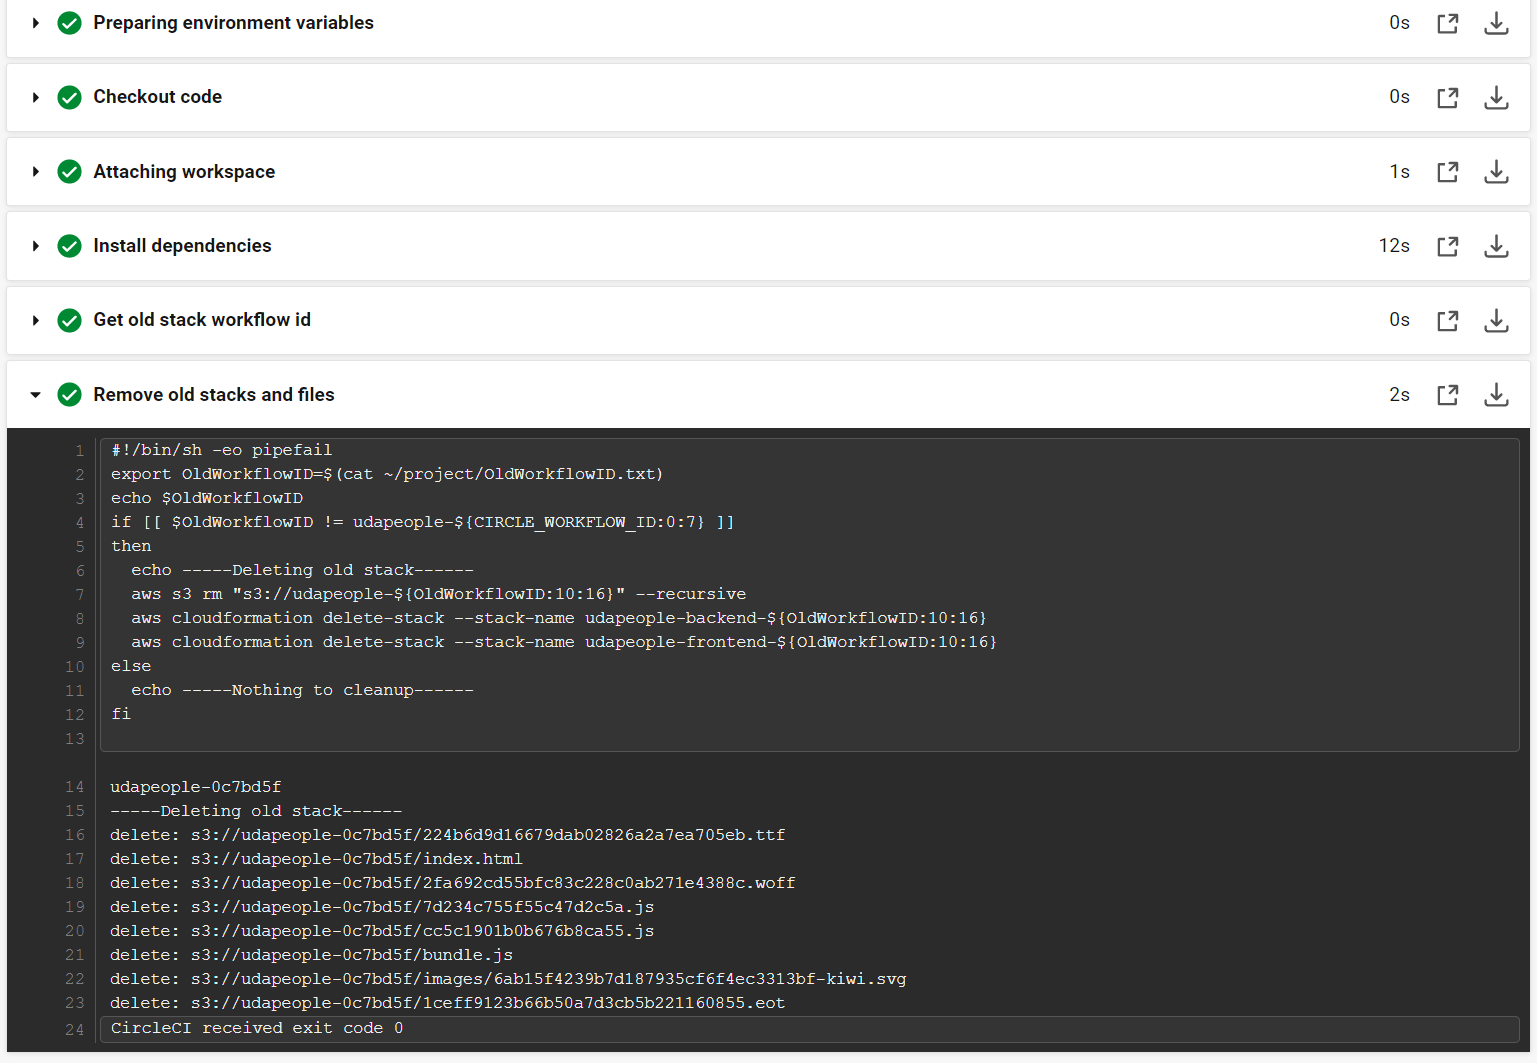 Preparing environment variables 0s
Checkout code 0s
Attaching workspace 1s
Install dependencies 12s
Get old stack workflow id 0s
Remove old stacks and files 2s
1 #!/bin/sh -eo pipefail
2 export OldWorkflowID=$(cat ~/project/OldWorkflowID.txt)
3 echo $OldWorkflowID
4 if [[ $OldWorkflowID != udapeople-${CIRCLE_WORKFLOW_ID:0:7} ]]
5 then
6   echo -----Deleting old stack------
7   aws s3 rm "s3://udapeople-${OldWorkflowID:10:16}" --recursive
8   aws cloudformation delete-stack --stack-name udapeople-backend-${OldWorkflowID:10:16}
9   aws cloudformation delete-stack --stack-name udapeople-frontend-${OldWorkflowID:10:16}
10 else
11   echo -----Nothing to cleanup------
12 fi
13
14 udapeople-0c7bd5f
15 -----Deleting old stack------
16 delete: s3://udapeople-0c7bd5f/224b6d9d16679dab02826a2a7ea705eb.ttf
17 delete: s3://udapeople-0c7bd5f/index.html
18 delete: s3://udapeople-0c7bd5f/2fa692cd55bfc83c228c0ab271e4388c.woff
19 delete: s3://udapeople-0c7bd5f/7d234c755f55c47d2c5a.js
20 delete: s3://udapeople-0c7bd5f/cc5c1901b0b676b8ca55.js
21 delete: s3://udapeople-0c7bd5f/bundle.js
22 delete: s3://udapeople-0c7bd5f/images/6ab15f4239b7d187935cf6f4ec3313bf-kiwi.svg
23 delete: s3://udapeople-0c7bd5f/1ceff9123b66b50a7d3cb5b221160855.eot
24 CircleCI received exit code 0